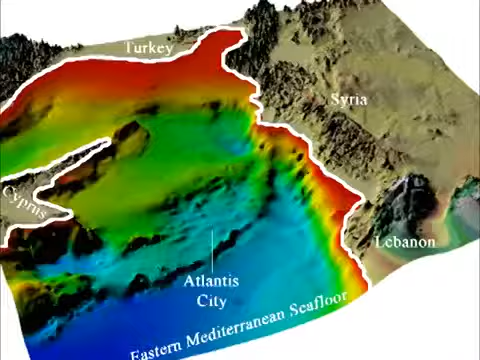 Turkey
Syria
Cyprus
Lebanon
Atlantis
City
Eastern Mediterranean Seafloor